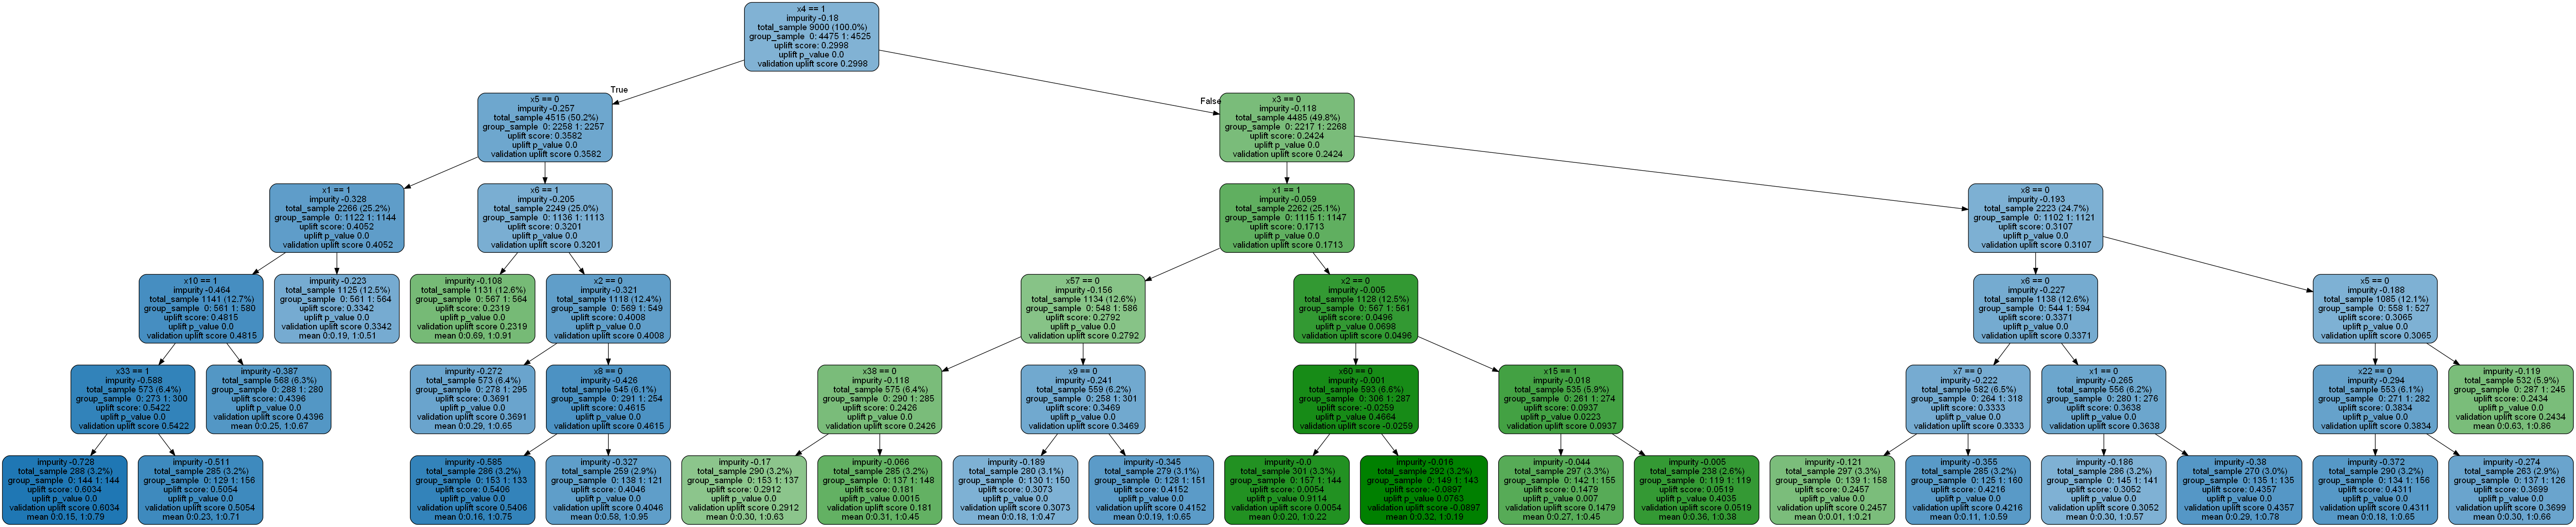 x4 == 1
impurity -0.18
total_sample 9000 (100.0%)
group_sample 0: 4475 1: 4525
uplift score: 0.2998
uplift p_value 0.0
validation uplift score 0.2998
True
False
x5 == 0
impurity -0.257
total_sample 4515 (50.2%)
group_sample 0: 2258 1: 2257
uplift score: 0.3582
uplift p_value 0.0
validation uplift score 0.3582
x3 == 0
impurity -0.118
total_sample 4485 (49.8%)
group_sample 0: 2217 1: 2268
uplift score: 0.2424
uplift p_value 0.0
validation uplift score 0.2424
x1 == 1
impurity -0.328
total_sample 2266 (25.2%)
group_sample 0: 1122 1: 1144
uplift score: 0.4052
uplift p_value 0.0
validation uplift score 0.4052
x6 == 1
impurity -0.205
total_sample 2249 (25.0%)
group_sample 0: 1136 1: 1113
uplift score: 0.3201
uplift p_value 0.0
validation uplift score 0.3201
x1 == 1
impurity -0.059
total_sample 2262 (25.1%)
group_sample 0: 1115 1: 1147
uplift score: 0.1713
uplift p_value 0.0
validation uplift score 0.1713
x8 == 0
impurity -0.193
total_sample 2223 (24.7%)
group_sample 0: 1102 1: 1121
uplift score: 0.3107
uplift p_value 0.0
validation uplift score 0.3107
x10 == 1
impurity -0.464
total_sample 1141 (12.7%)
group_sample 0: 561 1: 580
uplift score: 0.4815
uplift p_value 0.0
validation uplift score 0.4815
impurity -0.223
total_sample 1125 (12.5%)
group_sample 0: 561 1: 564
uplift score: 0.3342
uplift p_value 0.0
validation uplift score 0.3342
mean 0:0.19, 1:0.51
impurity -0.108
total_sample 1131 (12.6%)
group_sample 0: 567 1: 564
uplift score: 0.2319
uplift p_value 0.0
validation uplift score 0.2319
mean 0:0.69, 1:0.91
x2 == 0
impurity -0.321
total_sample 1118 (12.4%)
group_sample 0: 569 1: 549
uplift score: 0.4008
uplift p_value 0.0
validation uplift score 0.4008
x57 == 0
impurity -0.156
total_sample 1134 (12.6%)
group_sample 0: 548 1: 586
uplift score: 0.2792
uplift p_value 0.0
validation uplift score 0.2792
x2 == 0
impurity -0.005
total_sample 1128 (12.5%)
group_sample 0: 567 1: 561
uplift score: 0.0496
uplift p_value 0.0698
validation uplift score 0.0496
x6 == 0
impurity -0.227
total_sample 1138 (12.6%)
group_sample 0: 544 1: 594
uplift score: 0.3371
uplift p_value 0.0
validation uplift score 0.3371
x5 == 0
impurity -0.188
total_sample 1085 (12.1%)
group_sample 0: 558 1: 527
uplift score: 0.3065
uplift p_value 0.0
validation uplift score 0.3065
x33 == 1
impurity -0.588
total_sample 573 (6.4%)
group_sample 0: 273 1: 300
uplift score: 0.5422
uplift p_value 0.0
validation uplift score 0.5422
impurity -0.387
total_sample 568 (6.3%)
group_sample 0: 288 1: 280
uplift score: 0.4396
uplift p_value 0.0
validation uplift score 0.4396
mean 0:0.25, 1:0.67
impurity -0.272
total_sample 573 (6.4%)
group_sample 0: 278 1: 295
uplift score: 0.3691
uplift p_value 0.0
validation uplift score 0.3691
mean 0:0.29, 1:0.65
x8 == 0
impurity -0.426
total_sample 545 (6.1%)
group_sample 0: 291 1: 254
uplift score: 0.4615
uplift p_value 0.0
validation uplift score 0.4615
x38 == 0
impurity -0.118
total_sample 575 (6.4%)
group_sample 0: 290 1: 285
uplift score: 0.2426
uplift p_value 0.0
validation uplift score 0.2426
x9 == 0
impurity -0.241
total_sample 559 (6.2%)
group_sample 0: 258 1: 301
uplift score: 0.3469
uplift p_value 0.0
validation uplift score 0.3469
x60 == 0
impurity -0.001
total_sample 593 (6.6%)
group_sample 0: 306 1: 287
uplift score: -0.0259
uplift p_value 0.4664
validation uplift score -0.0259
x15 == 1
impurity -0.018
total_sample 535 (5.9%)
group_sample 0: 261 1: 274
uplift score: 0.0937
uplift p_value 0.0223
validation uplift score 0.0937
x7 == 0
impurity -0.222
total_sample 582 (6.5%)
group_sample 0: 264 1: 318
uplift score: 0.3333
uplift p_value 0.0
validation uplift score 0.3333
x1 == 0
impurity -0.265
total_sample 556 (6.2%)
group_sample 0: 280 1: 276
uplift score: 0.3638
uplift p_value 0.0
validation uplift score 0.3638
x22 == 0
impurity -0.294
total_sample 553 (6.1%)
group_sample 0: 271 1: 282
uplift score: 0.3834
uplift p_value 0.0
validation uplift score 0.3834
impurity -0.119
total_sample 532 (5.9%)
group_sample 0: 287 1: 245
uplift score: 0.2434
uplift p_value 0.0
validation uplift score 0.2434
mean 0:0.63, 1:0.86
impurity -0.728
total_sample 288 (3.2%)
group_sample 0: 144 1: 144
uplift score: 0.6034
uplift p_value 0.0
validation uplift score 0.6034
mean 0:0.15, 1:0.79
impurity -0.511
total_sample 285 (3.2%)
group_sample 0: 129 1: 156
uplift score: 0.5054
uplift p_value 0.0
validation uplift score 0.5054
mean 0:0.23, 1:0.71
impurity -0.585
total_sample 286 (3.2%)
group_sample 0: 153 1: 133
uplift score: 0.5406
uplift p_value 0.0
validation uplift score 0.5406
mean 0:0.16, 1:0.75
impurity -0.327
total_sample 259 (2.9%)
group_sample 0: 138 1: 121
uplift score: 0.4046
uplift p_value 0.0
validation uplift score 0.4046
mean 0:0.58, 1:0.95
impurity -0.17
total_sample 290 (3.2%)
group_sample 0: 153 1: 137
uplift score: 0.2912
uplift p_value 0.0
validation uplift score 0.2912
mean 0:0.30, 1:0.63
impurity -0.066
total_sample 285 (3.2%)
group_sample 0: 137 1: 148
uplift score: 0.181
uplift p_value 0.0015
validation uplift score 0.181
mean 0:0.31, 1:0.45
impurity -0.189
total_sample 280 (3.1%)
group_sample 0: 130 1: 150
uplift score: 0.3073
uplift p_value 0.0
validation uplift score 0.3073
mean 0:0.18, 1:0.47
impurity -0.345
total_sample 279 (3.1%)
group_sample 0: 128 1: 151
uplift score: 0.4152
uplift p_value 0.0
validation uplift score 0.4152
mean 0:0.19, 1:0.65
impurity -0.0
total_sample 301 (3.3%)
group_sample 0: 157 1: 144
uplift score: 0.0054
uplift p_value 0.9114
validation uplift score 0.0054
mean 0:0.20, 1:0.22
impurity -0.016
total_sample 292 (3.2%)
group_sample 0: 149 1: 143
uplift score: -0.0897
uplift p_value 0.0763
validation uplift score -0.0897
mean 0:0.32, 1:0.19
impurity -0.044
total_sample 297 (3.3%)
group_sample 0: 142 1: 155
uplift score: 0.1479
uplift p_value 0.007
validation uplift score 0.1479
mean 0:0.27, 1:0.45
impurity -0.005
total_sample 238 (2.6%)
group_sample 0: 119 1: 119
uplift score: 0.0519
uplift p_value 0.4035
validation uplift score 0.0519
mean 0:0.36, 1:0.38
impurity -0.121
total_sample 297 (3.3%)
group_sample 0: 139 1: 158
uplift score: 0.2457
uplift p_value 0.0
validation uplift score 0.2457
mean 0:0.01, 1:0.21
impurity -0.355
total_sample 285 (3.2%)
group_sample 0: 125 1: 160
uplift score: 0.4216
uplift p_value 0.0
validation uplift score 0.4216
mean 0:0.11, 1:0.59
impurity -0.186
total_sample 286 (3.2%)
group_sample 0: 145 1: 141
uplift score: 0.3052
uplift p_value 0.0
validation uplift score 0.3052
mean 0:0.30, 1:0.57
impurity -0.38
total_sample 270 (3.0%)
group_sample 0: 135 1: 135
uplift score: 0.4357
uplift p_value 0.0
validation uplift score 0.4357
mean 0:0.29, 1:0.78
impurity -0.372
total_sample 290 (3.2%)
group_sample 0: 134 1: 156
uplift score: 0.4311
uplift p_value 0.0
validation uplift score 0.4311
mean 0:0.18, 1:0.65
impurity -0.274
total_sample 263 (2.9%)
group_sample 0: 137 1: 126
uplift score: 0.3699
uplift p_value 0.0
validation uplift score 0.3699
mean 0:0.30, 1:0.66